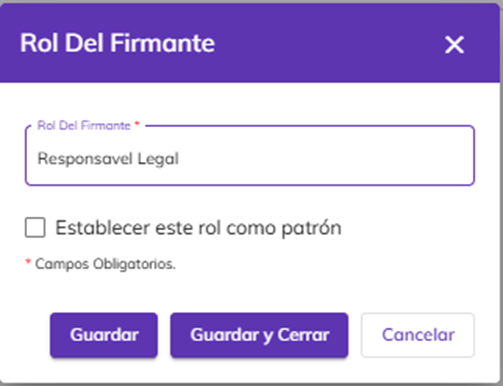 Rol Del Firmante
Rol Del Firmante *
Responsavel Legal
Establecer este rol como patrón
* Campos Obligatorios.
Guardar
Guardar y Cerrar
Cancelar